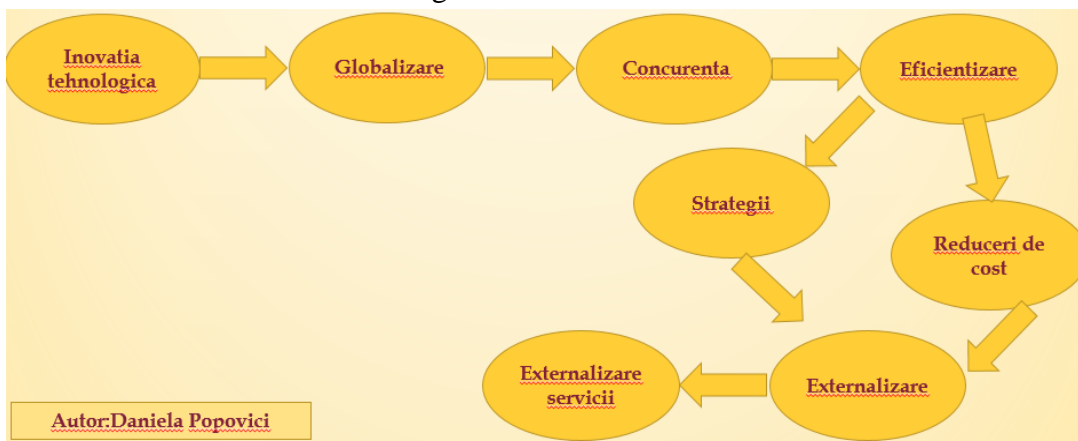 Inovatia
tehnologica
Globalizare
Concurenta
Eficientizare
Strategii
Reduceri de
cost
Externalizare
servicii
Externalizare
Autor:Daniela Popovici